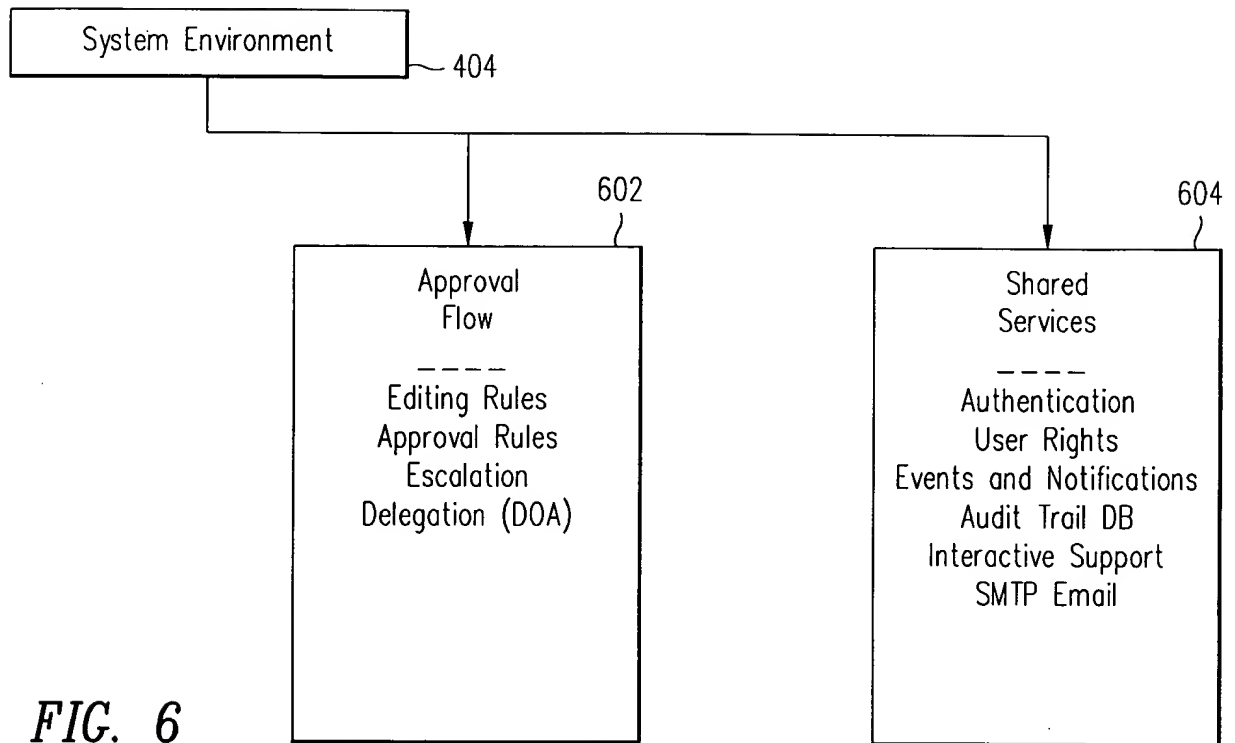 System Environment
404
602
Approval
Flow
Editing Rules
Approval Rules
Escalation
Delegation (DOA)
604
Shared
Services
Authentication
User Rights
Events and Notifications
Audit Trail DB
Interactive Support
SMTP Email
FIG. 6